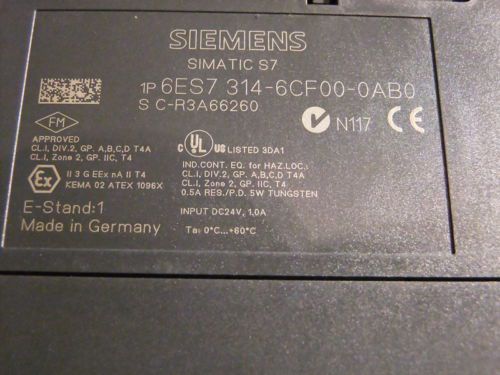 SIEMENS
SIMATIC S7
1P 6ES7 314-6CF00-0AB0
S C-R3A66260
N117 CE
FM
APPROVED
CL.I, DIV.2, GP. A,B,C,D T4A
CL.I, Zone 2, GP. IIC, T4
Ex II 3 G EEx nA II T4
KEMA 02 ATEX 1096X
E-Stand:1
Made in Germany
C UL US LISTED 3DA1
IND.CONT. EQ. for HAZ.LOC.:
CL.I, DIV.2, GP. A,B,C,D T4A
CL.I, Zone 2, GP. IIC, T4
0.5A RES./P.D. 5W TUNGSTEN
INPUT DC24V, 1,0A
Ta: 0°C...+60°C